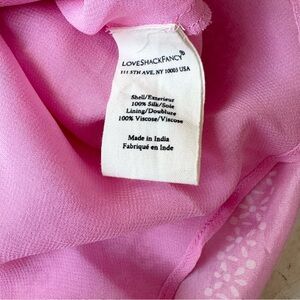 LOVESHACKFANCY®
111 5TH AVE, NY 10003 USA
Shell/Exterieur
100% Silk/Soie
Lining/Doublure
100% Viscose/Viscose
Made in India
Fabriqué en Inde